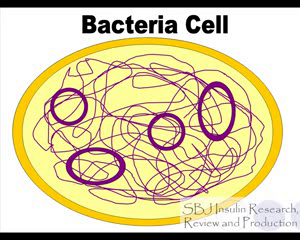 Bacteria Cell
SBJ Insulin Research,
Review and Production,